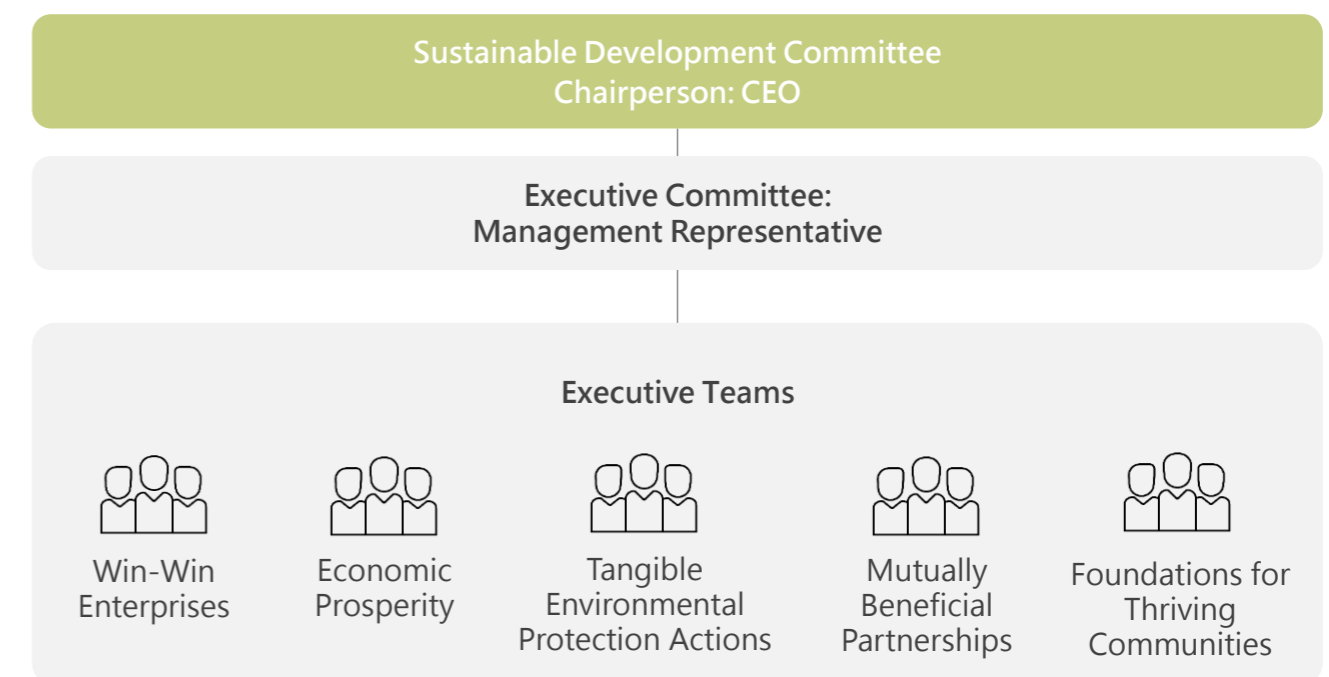 Sustainable Development Committee
Chairperson: CEO
Executive Committee:
Management Representative
Executive Teams
Win-Win
Enterprises
Economic
Prosperity
Tangible
Environmental
Protection Actions
Mutually
Beneficial
Partnerships
Foundations for
Thriving
Communities